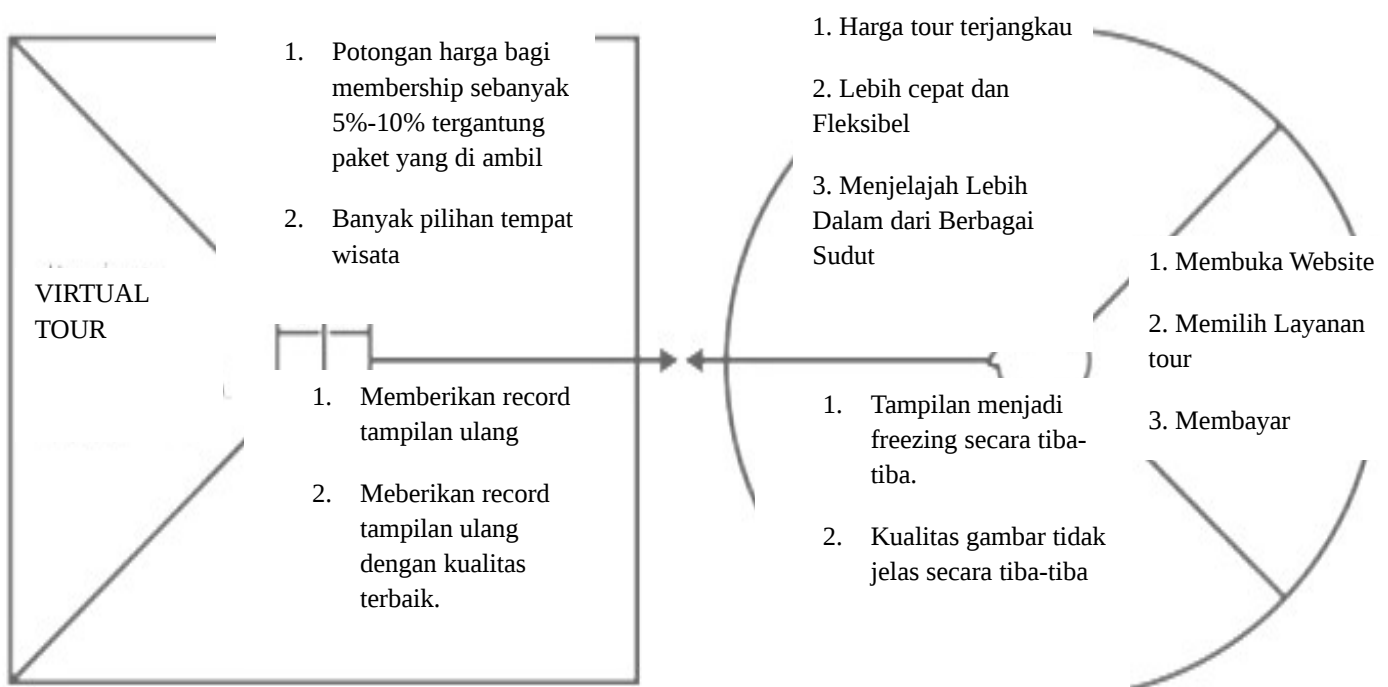 VIRTUAL
TOUR
1. Potongan harga bagi
membership sebanyak
5%-10% tergantung
paket yang di ambil
2. Banyak pilihan tempat
wisata
1. Memberikan record
tampilan ulang
2. Meberikan record
tampilan ulang
dengan kualitas
terbaik.
1. Harga tour terjangkau
2. Lebih cepat dan
Fleksibel
3. Menjelajah Lebih
Dalam dari Berbagai
Sudut
1. Membuka Website
2. Memilih Layanan
tour
3. Membayar
1. Tampilan menjadi
freezing secara tiba-
tiba.
2. Kualitas gambar tidak
jelas secara tiba-tiba